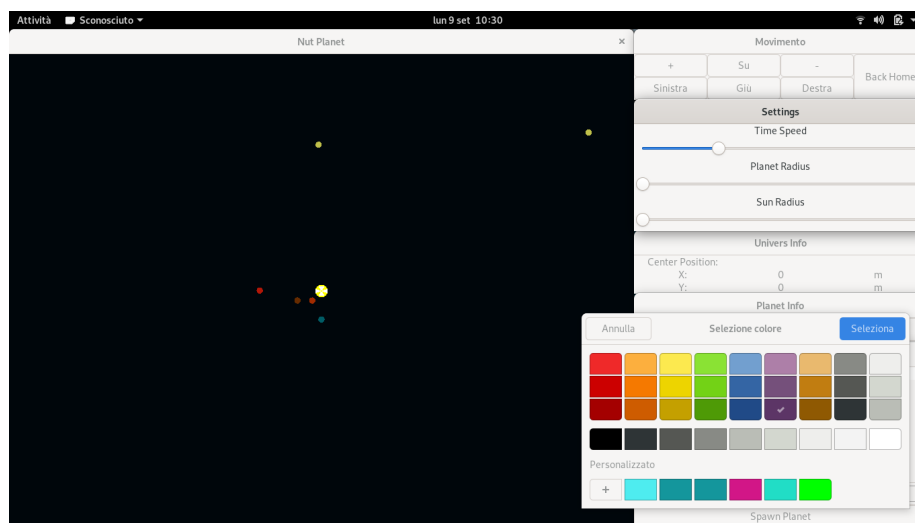 Attività Sconosciuto lun 9 set 10:30
Nut Planet ×
Movimento
+ Su - Back Home
Sinistra Giù Destra
Settings
Time Speed
Planet Radius
Sun Radius
Univers Info
Center Position:
X: 0 m
Y: 0 m
Planet Info
Annulla Selezione colore Seleziona
Personalizzato
+
Spawn Planet